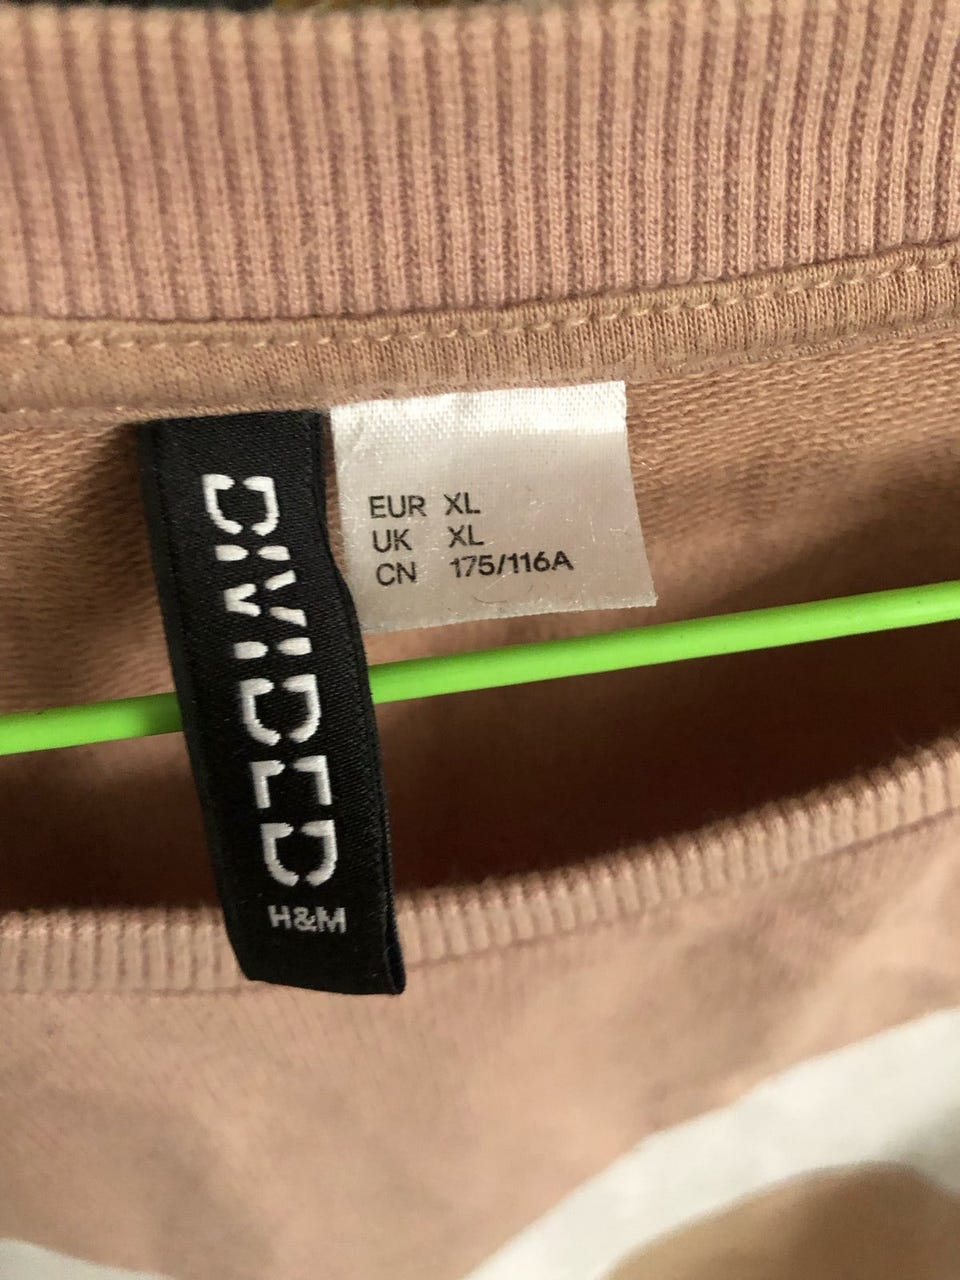 DIVIDED
H&M
EUR XL
UK XL
CN 175/116A